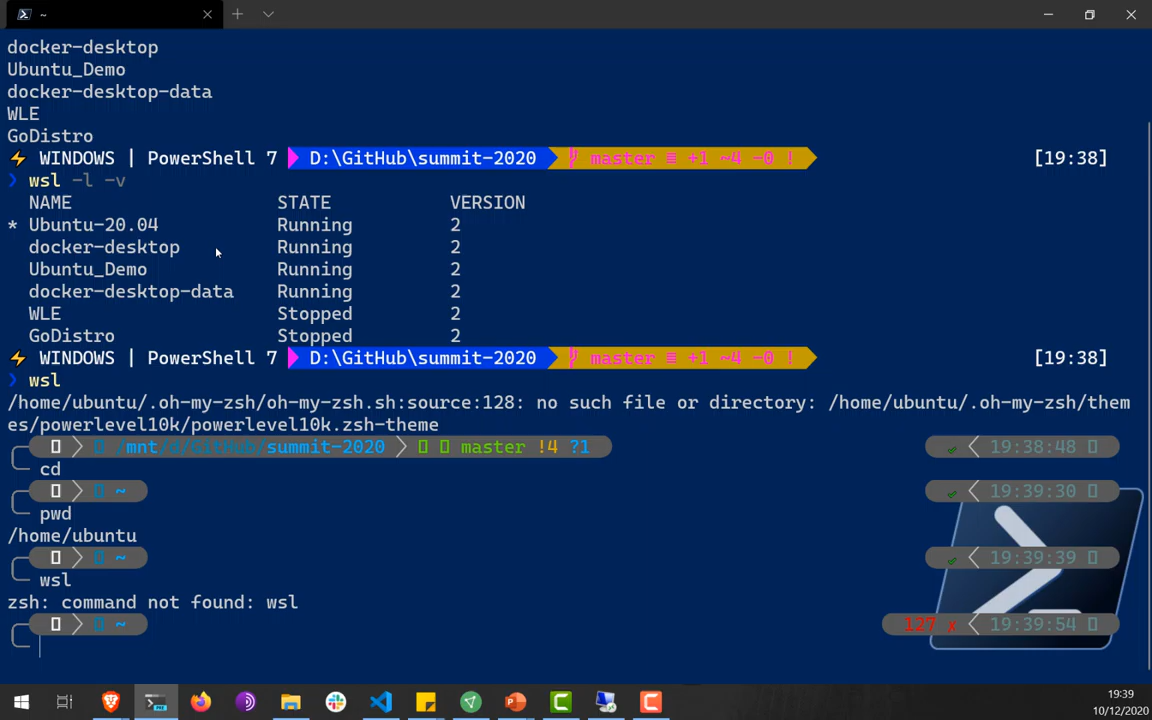 ~
docker-desktop
Ubuntu_Demo
docker-desktop-data
WLE
GoDistro
⚡ WINDOWS | PowerShell 7 D:\GitHub\summit-2020 master ≡ +1 ~4 -0 ! [19:38]
❯ wsl -l -v
NAME STATE VERSION
* Ubuntu-20.04 Running 2
docker-desktop Running 2
Ubuntu_Demo Running 2
docker-desktop-data Running 2
WLE Stopped 2
GoDistro Stopped 2
⚡ WINDOWS | PowerShell 7 D:\GitHub\summit-2020 master ≡ +1 ~4 -0 ! [19:38]
❯ wsl
/home/ubuntu/.oh-my-zsh/oh-my-zsh.sh:source:128: no such file or directory: /home/ubuntu/.oh-my-zsh/them
es/powerlevel10k/powerlevel10k.zsh-theme
/mnt/d/GitHub/summit-2020 master !4 ?1 ✔ 19:38:48
cd
~ ✔ 19:39:30
pwd
/home/ubuntu
~ ✔ 19:39:39
wsl
zsh: command not found: wsl
~ 127 ✘ 19:39:54
19:39
10/12/2020